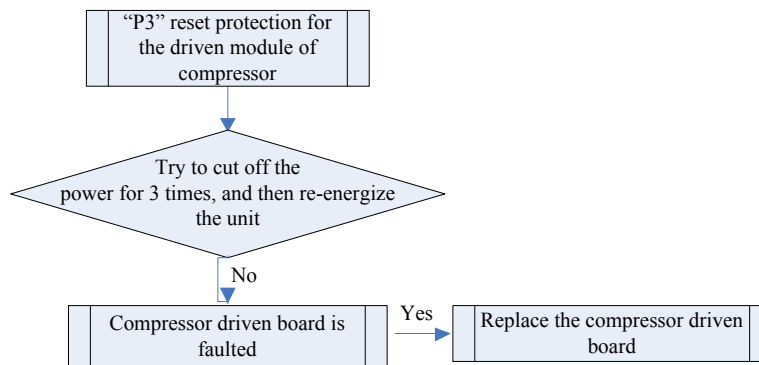 “P3” reset protection for
the driven module of
compressor
Try to cut off the
power for 3 times, and then re-energize
the unit
No
Compressor driven board is
faulted
Yes
Replace the compressor driven
board